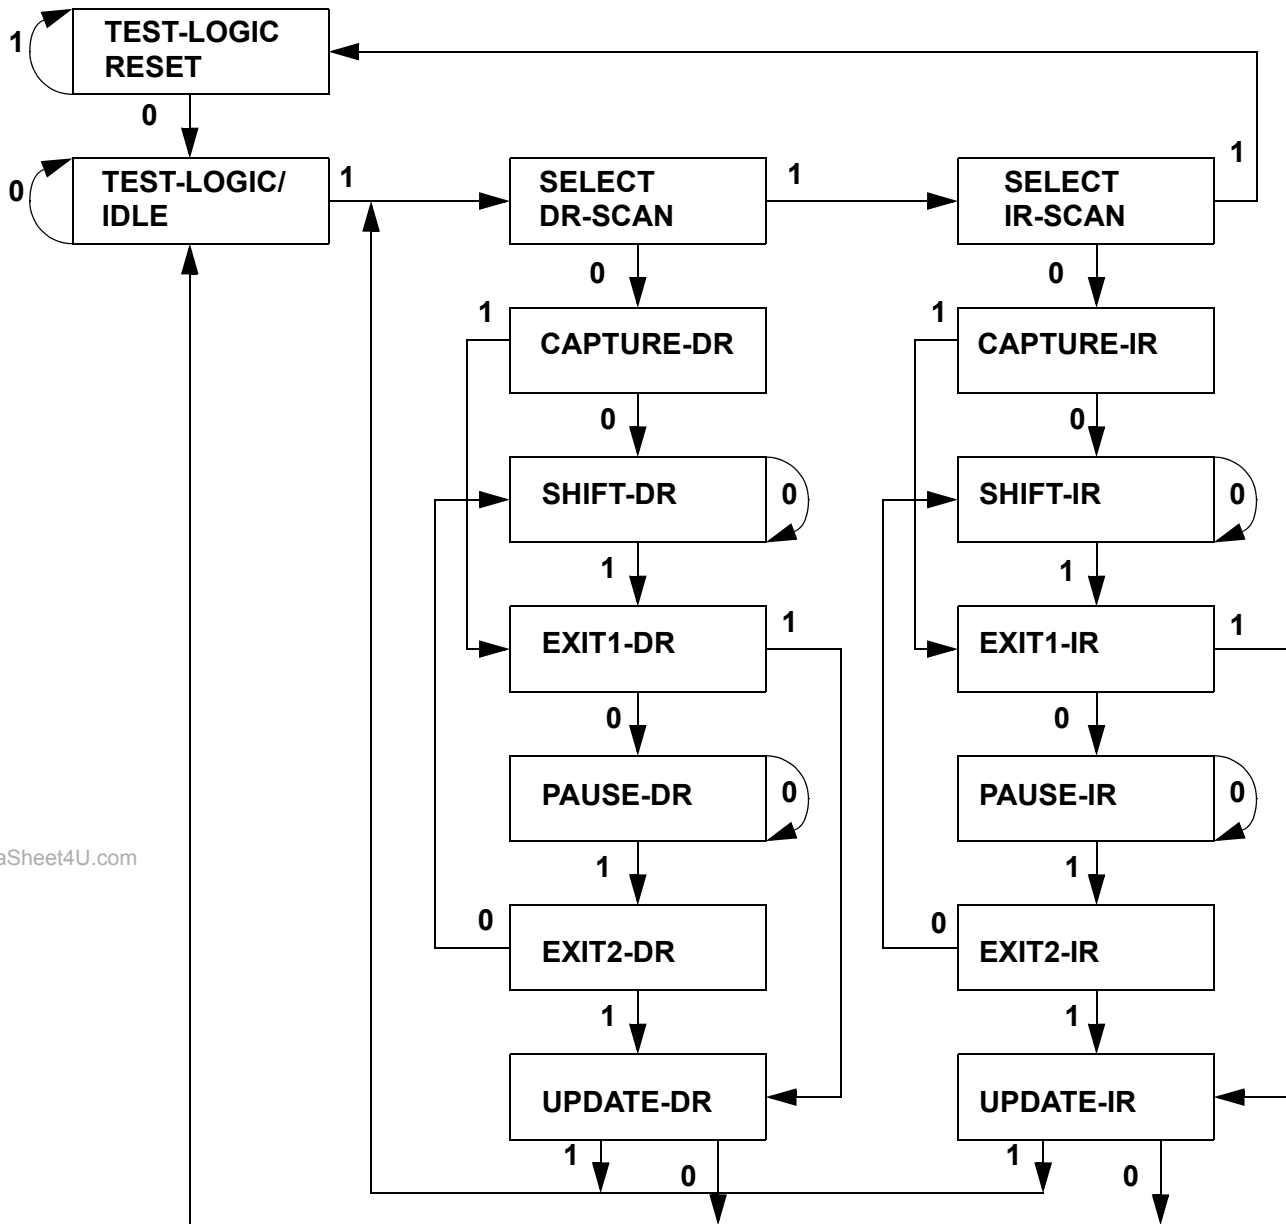 TEST-LOGIC
RESET
1
0
TEST-LOGIC/
IDLE
0
1
SELECT
DR-SCAN
1
SELECT
IR-SCAN
1
0
0
1
CAPTURE-DR
1
CAPTURE-IR
0
0
SHIFT-DR
0
SHIFT-IR
0
1
1
EXIT1-DR
1
EXIT1-IR
1
0
0
PAUSE-DR
0
PAUSE-IR
0
aSheet4U.com
1
1
0
EXIT2-DR
0
EXIT2-IR
1
1
UPDATE-DR
UPDATE-IR
1
0
1
0